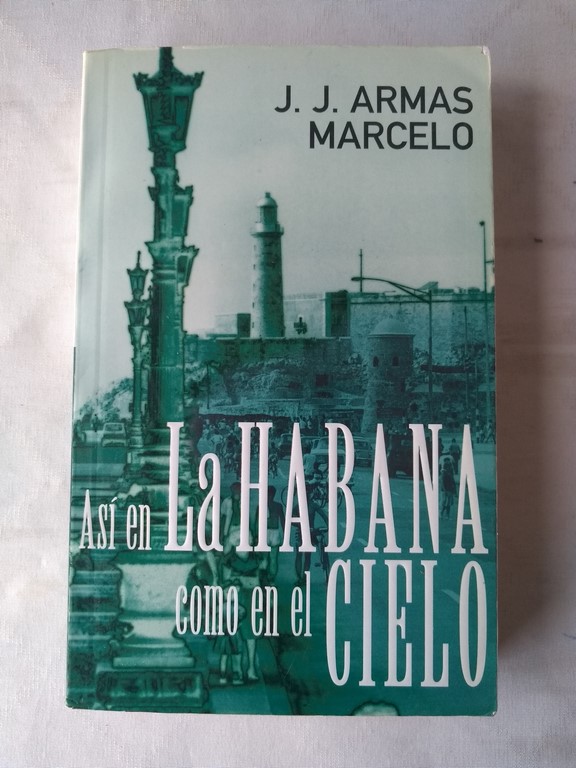 J. J. ARMAS
MARCELO
Así en La HABANA
como en el CIELO